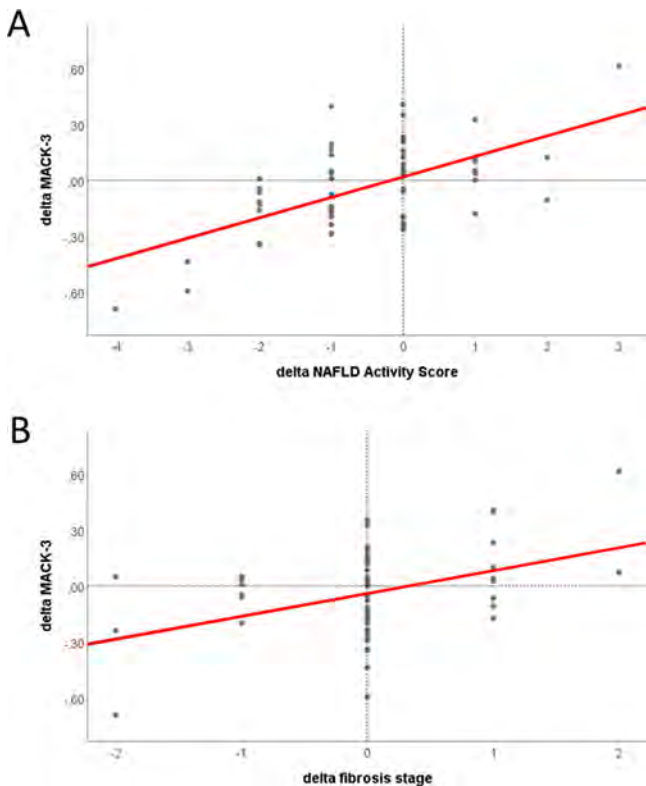 A
delta MACK-3
.60
.30
.00
-.30
-.60
-4 -3 -2 -1 0 1 2 3
delta NAFLD Activity Score
B
delta MACK-3
.60
.30
.00
-.30
-.60
-2 -1 0 1 2
delta fibrosis stage